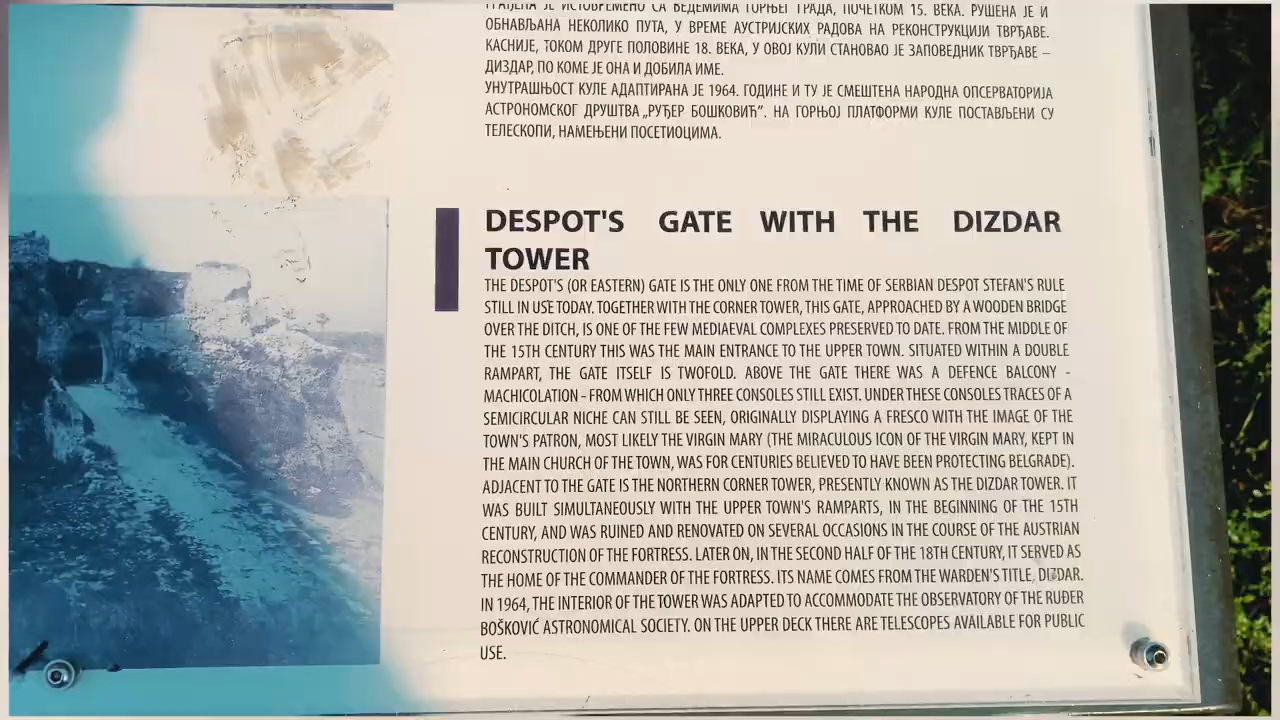 ГРАЂЕНА ЈЕ ИСТОВРЕМЕНО СА БЕДЕМИМА ГОРЊЕГ ГРАДА, ПОЧЕТКОМ 15. ВЕКА. РУШЕНА ЈЕ И
ОБНАВЉАНА НЕКОЛИКО ПУТА, У ВРЕМЕ АУСТРИЈСКИХ РАДОВА НА РЕКОНСТРУКЦИЈИ ТВРЂАВЕ.
КАСНИЈЕ, ТОКОМ ДРУГЕ ПОЛОВИНЕ 18. ВЕКА, У ОВОЈ КУЛИ СТАНОВАО ЈЕ ЗАПОВЕДНИК ТВРЂАВЕ –
ДИЗДАР, ПО КОМЕ ЈЕ ОНА И ДОБИЛА ИМЕ.
УНУТРАШЊОСТ КУЛЕ АДАПТИРАНА ЈЕ 1964. ГОДИНЕ И ТУ ЈЕ СМЕШТЕНА НАРОДНА ОПСЕРВАТОРИЈА
АСТРОНОМСКОГ ДРУШТВА „РУЂЕР БОШКОВИЋ”. НА ГОРЊОЈ ПЛАТФОРМИ КУЛЕ ПОСТАВЉЕНИ СУ
ТЕЛЕСКОПИ, НАМЕЊЕНИ ПОСЕТИОЦИМА.
DESPOT'S GATE WITH THE DIZDAR
TOWER
THE DESPOT'S (OR EASTERN) GATE IS THE ONLY ONE FROM THE TIME OF SERBIAN DESPOT STEFAN'S RULE
STILL IN USE TODAY. TOGETHER WITH THE CORNER TOWER, THIS GATE, APPROACHED BY A WOODEN BRIDGE
OVER THE DITCH, IS ONE OF THE FEW MEDIAEVAL COMPLEXES PRESERVED TO DATE. FROM THE MIDDLE OF
THE 15TH CENTURY THIS WAS THE MAIN ENTRANCE TO THE UPPER TOWN. SITUATED WITHIN A DOUBLE
RAMPART, THE GATE ITSELF IS TWOFOLD. ABOVE THE GATE THERE WAS A DEFENCE BALCONY -
MACHICOLATION - FROM WHICH ONLY THREE CONSOLES STILL EXIST. UNDER THESE CONSOLES TRACES OF A
SEMICIRCULAR NICHE CAN STILL BE SEEN, ORIGINALLY DISPLAYING A FRESCO WITH THE IMAGE OF THE
TOWN'S PATRON, MOST LIKELY THE VIRGIN MARY (THE MIRACULOUS ICON OF THE VIRGIN MARY, KEPT IN
THE MAIN CHURCH OF THE TOWN, WAS FOR CENTURIES BELIEVED TO HAVE BEEN PROTECTING BELGRADE).
ADJACENT TO THE GATE IS THE NORTHERN CORNER TOWER, PRESENTLY KNOWN AS THE DIZDAR TOWER. IT
WAS BUILT SIMULTANEOUSLY WITH THE UPPER TOWN'S RAMPARTS, IN THE BEGINNING OF THE 15TH
CENTURY, AND WAS RUINED AND RENOVATED ON SEVERAL OCCASIONS IN THE COURSE OF THE AUSTRIAN
RECONSTRUCTION OF THE FORTRESS. LATER ON, IN THE SECOND HALF OF THE 18TH CENTURY, IT SERVED AS
THE HOME OF THE COMMANDER OF THE FORTRESS. ITS NAME COMES FROM THE WARDEN'S TITLE, DIZDAR.
IN 1964, THE INTERIOR OF THE TOWER WAS ADAPTED TO ACCOMMODATE THE OBSERVATORY OF THE RUĐER
BOŠKOVIĆ ASTRONOMICAL SOCIETY. ON THE UPPER DECK THERE ARE TELESCOPES AVAILABLE FOR PUBLIC
USE.